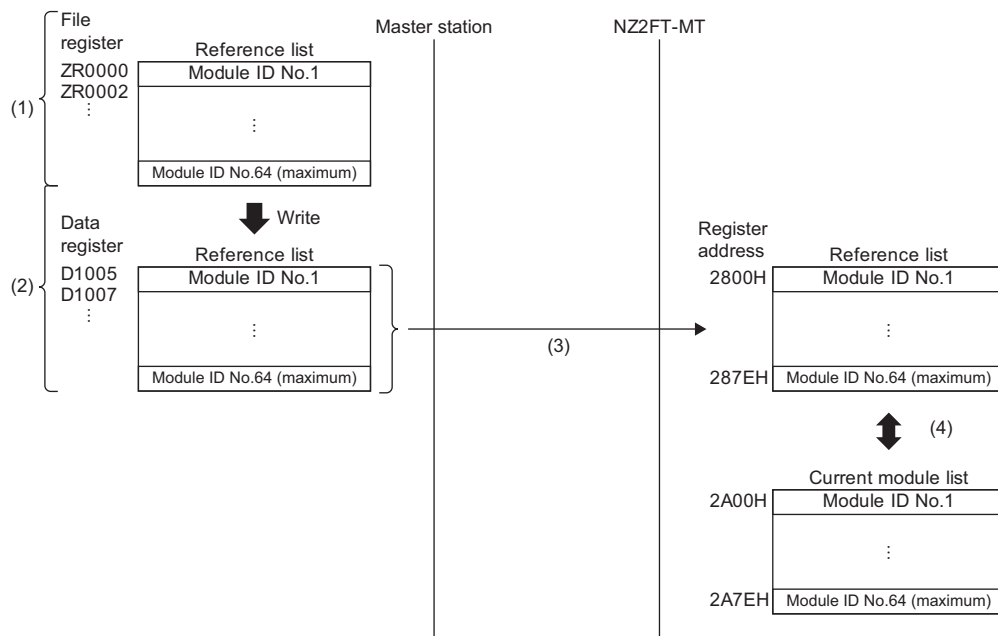 File
register
Master station
NZ2FT-MT
Reference list
ZR0000
Module ID No.1
ZR0002
(1)
⋮
⋮
Module ID No.64 (maximum)
Write
Data
register
Reference list
D1005
Module ID No.1
(2)
D1007
⋮
⋮
Module ID No.64 (maximum)
(3)
Register
address
Reference list
2800H
Module ID No.1
⋮
287EH
Module ID No.64 (maximum)
(4)
Current module list
2A00H
Module ID No.1
⋮
2A7EH
Module ID No.64 (maximum)